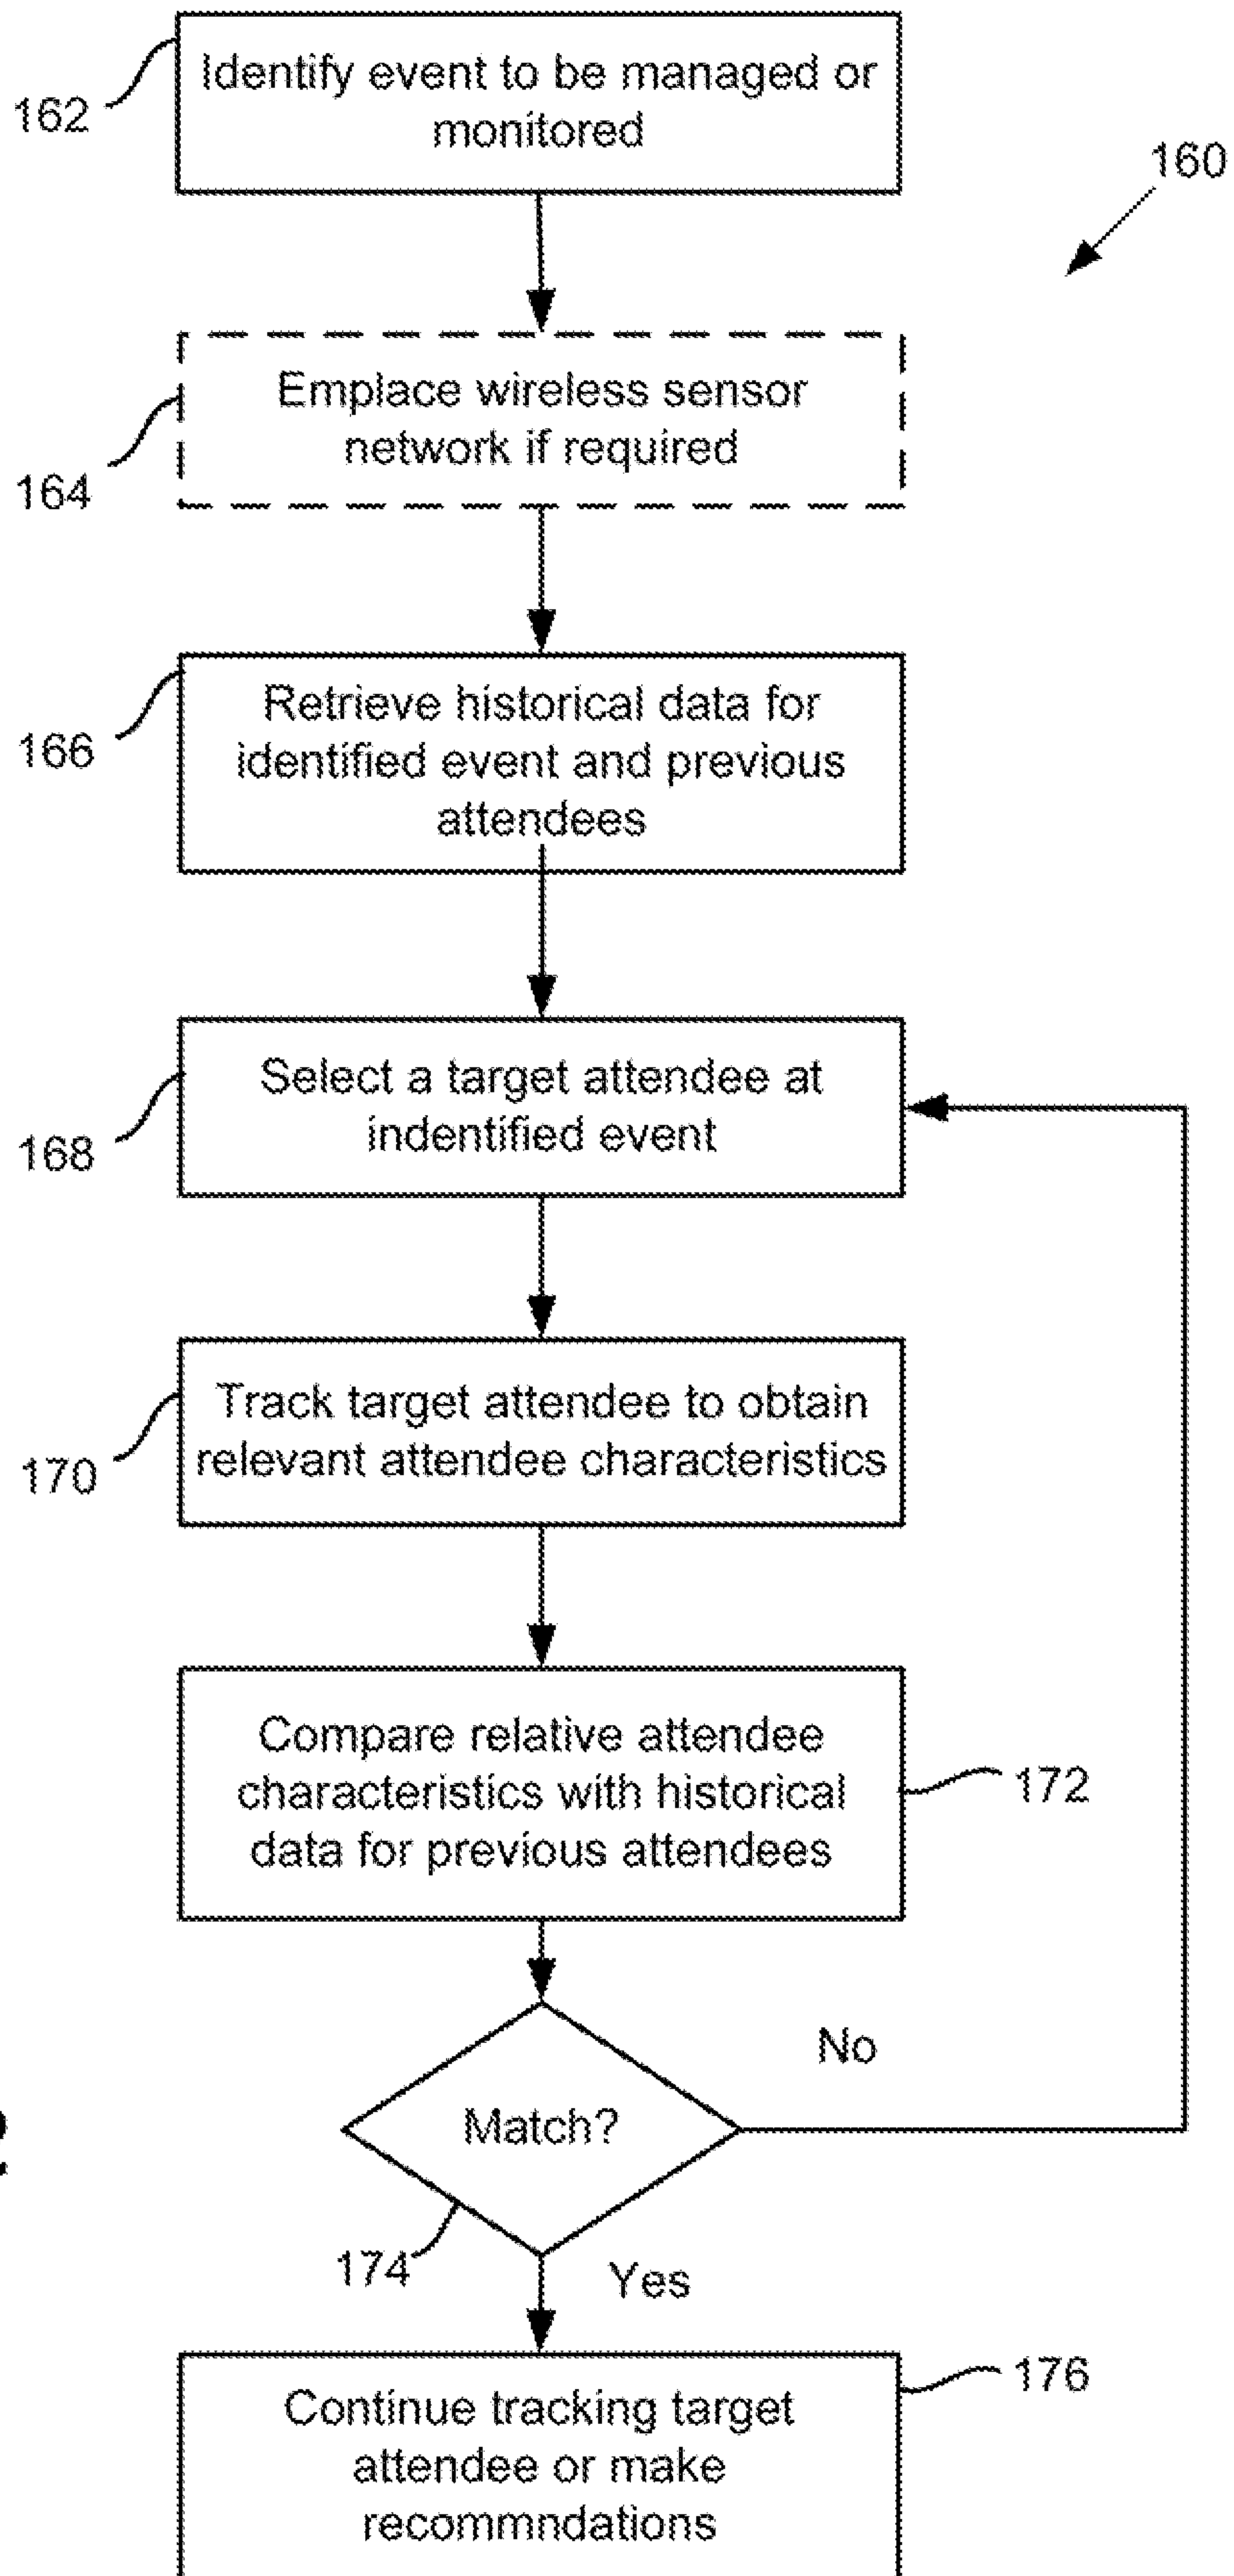 Identify event to be managed or
monitored
162
160
Emplace wireless sensor
network if required
164
Retrieve historical data for
identified event and previous
attendees
166
Select a target attendee at
indentified event
168
Track target attendee to obtain
relevant attendee characteristics
170
Compare relative attendee
characteristics with historical
data for previous attendees
172
No
Match?
174
Yes
176
Continue tracking target
attendee or make
recommndations